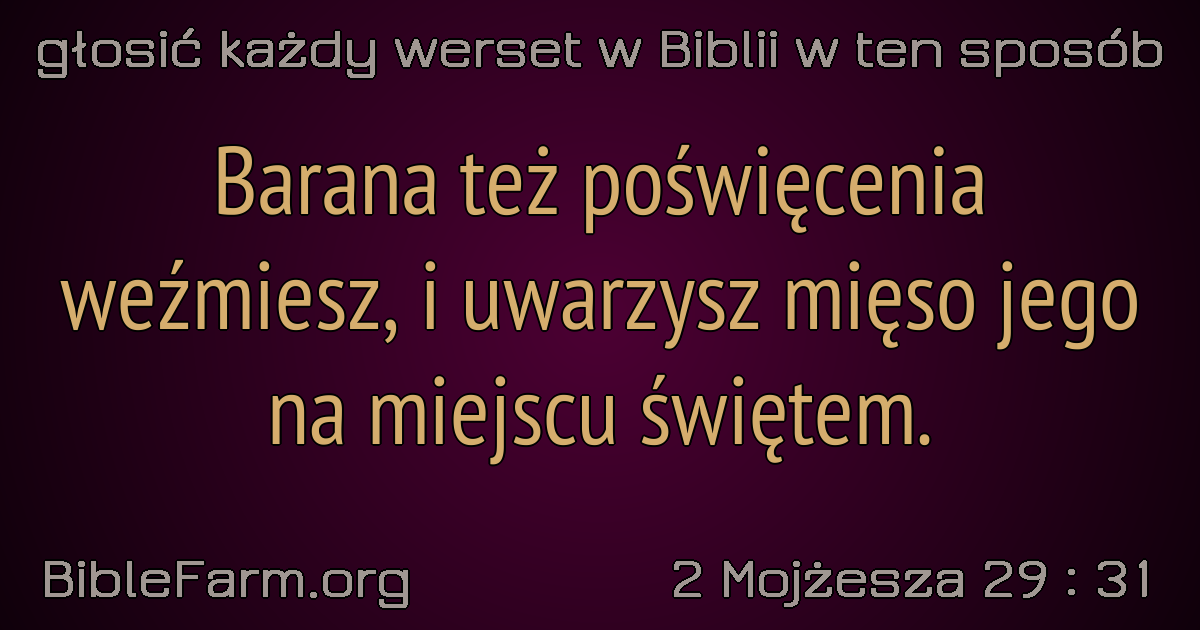 głosić każdy werset w Biblii w ten sposób
Barana też poświęcenia
weźmiesz, i uwarzysz mięso jego
na miejscu świętem.
BibleFarm.org
2 Mojżesza 29 : 31